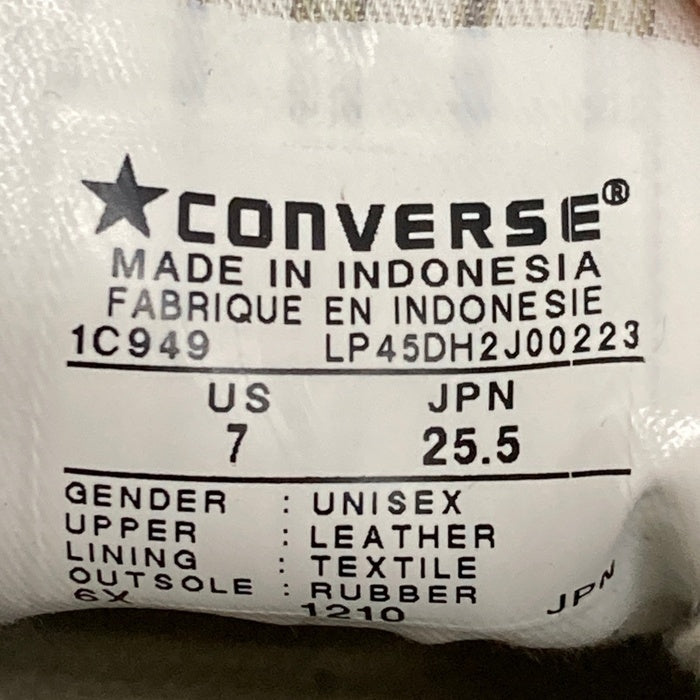 CONVERSE®
MADE IN INDONESIA
FABRIQUE EN INDONESIE
1C949 LP45DH2J00223
US JPN
7 25.5
GENDER : UNISEX
UPPER : LEATHER
LINING : TEXTILE
OUTSOLE : RUBBER
6X 1210 JPN